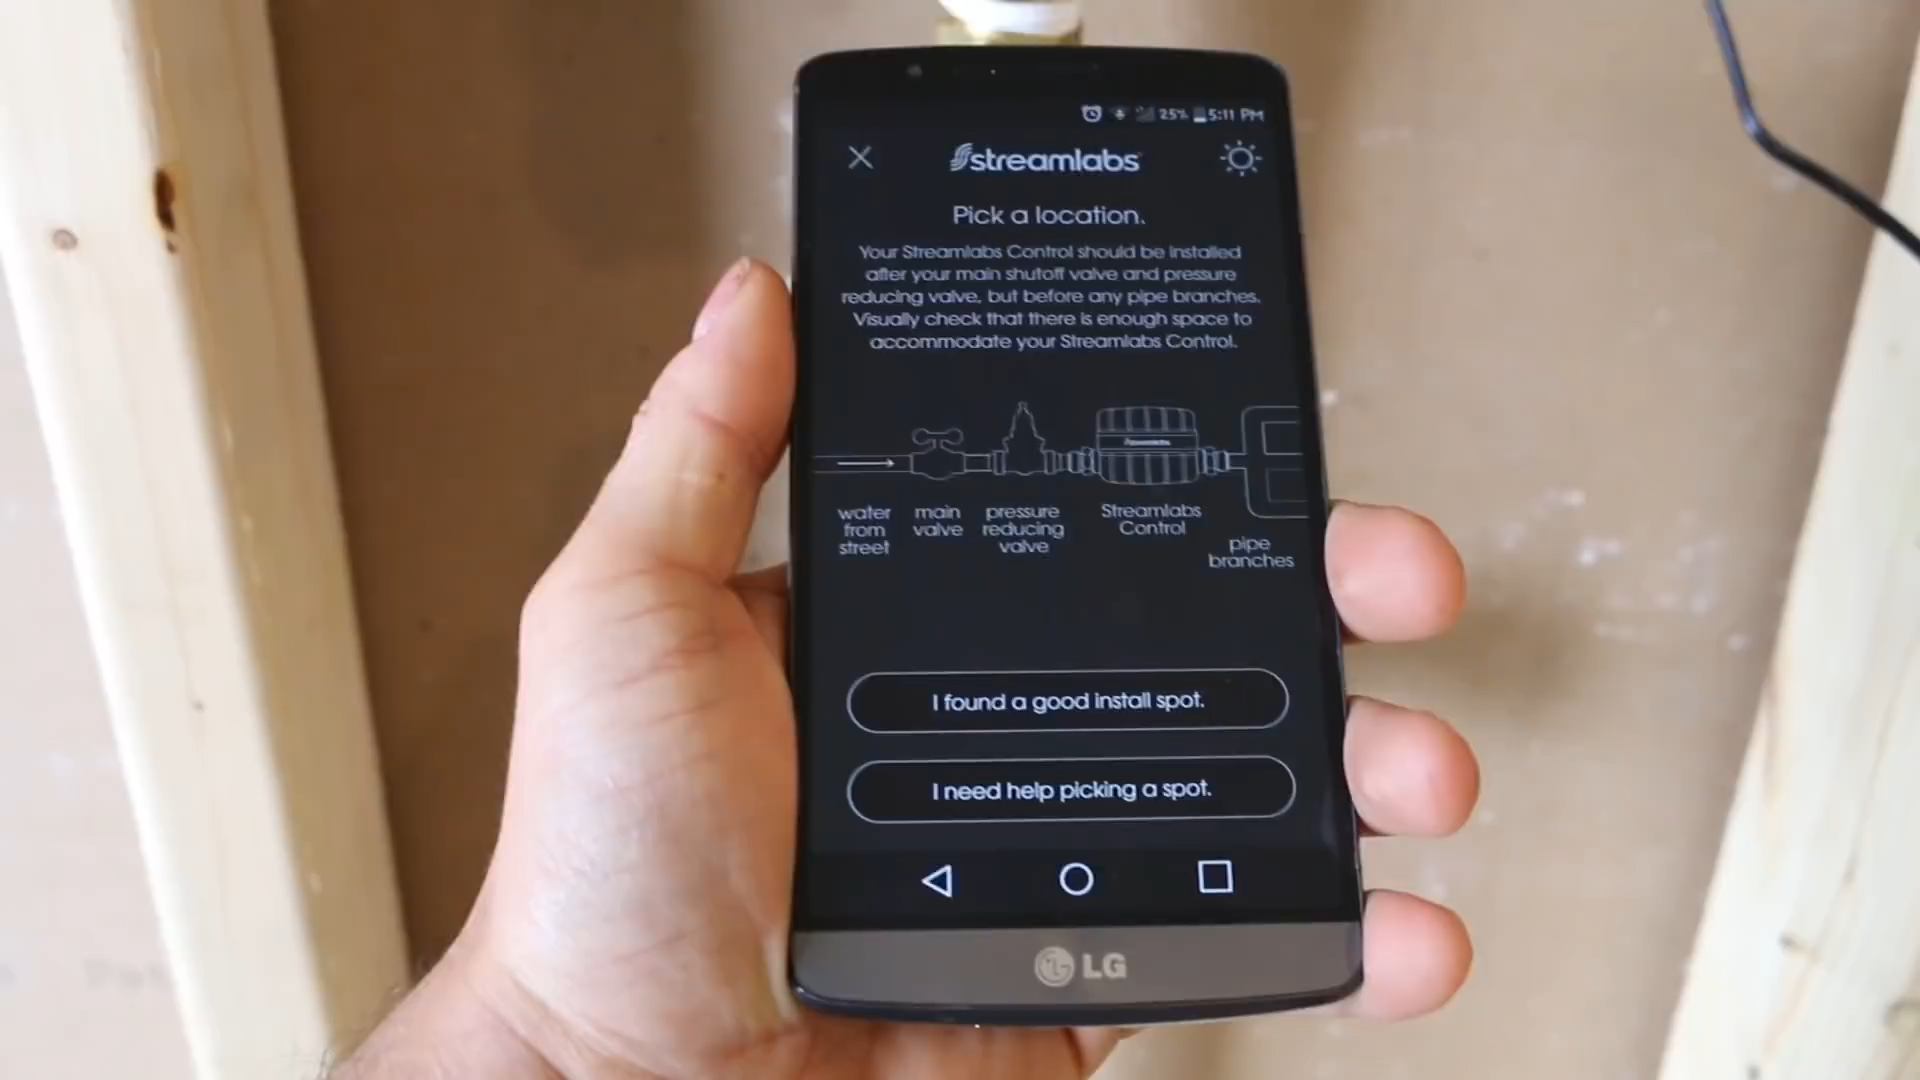 25% 5:11 PM
streamlabs
Pick a location.
Your Streamlabs Control should be installed
after your main shutoff valve and pressure
reducing valve, but before any pipe branches.
Visually check that there is enough space to
accommodate your Streamlabs Control.
streamlabs
water from street
main valve
pressure reducing valve
Streamlabs Control
pipe branches
I found a good install spot.
I need help picking a spot.
LG